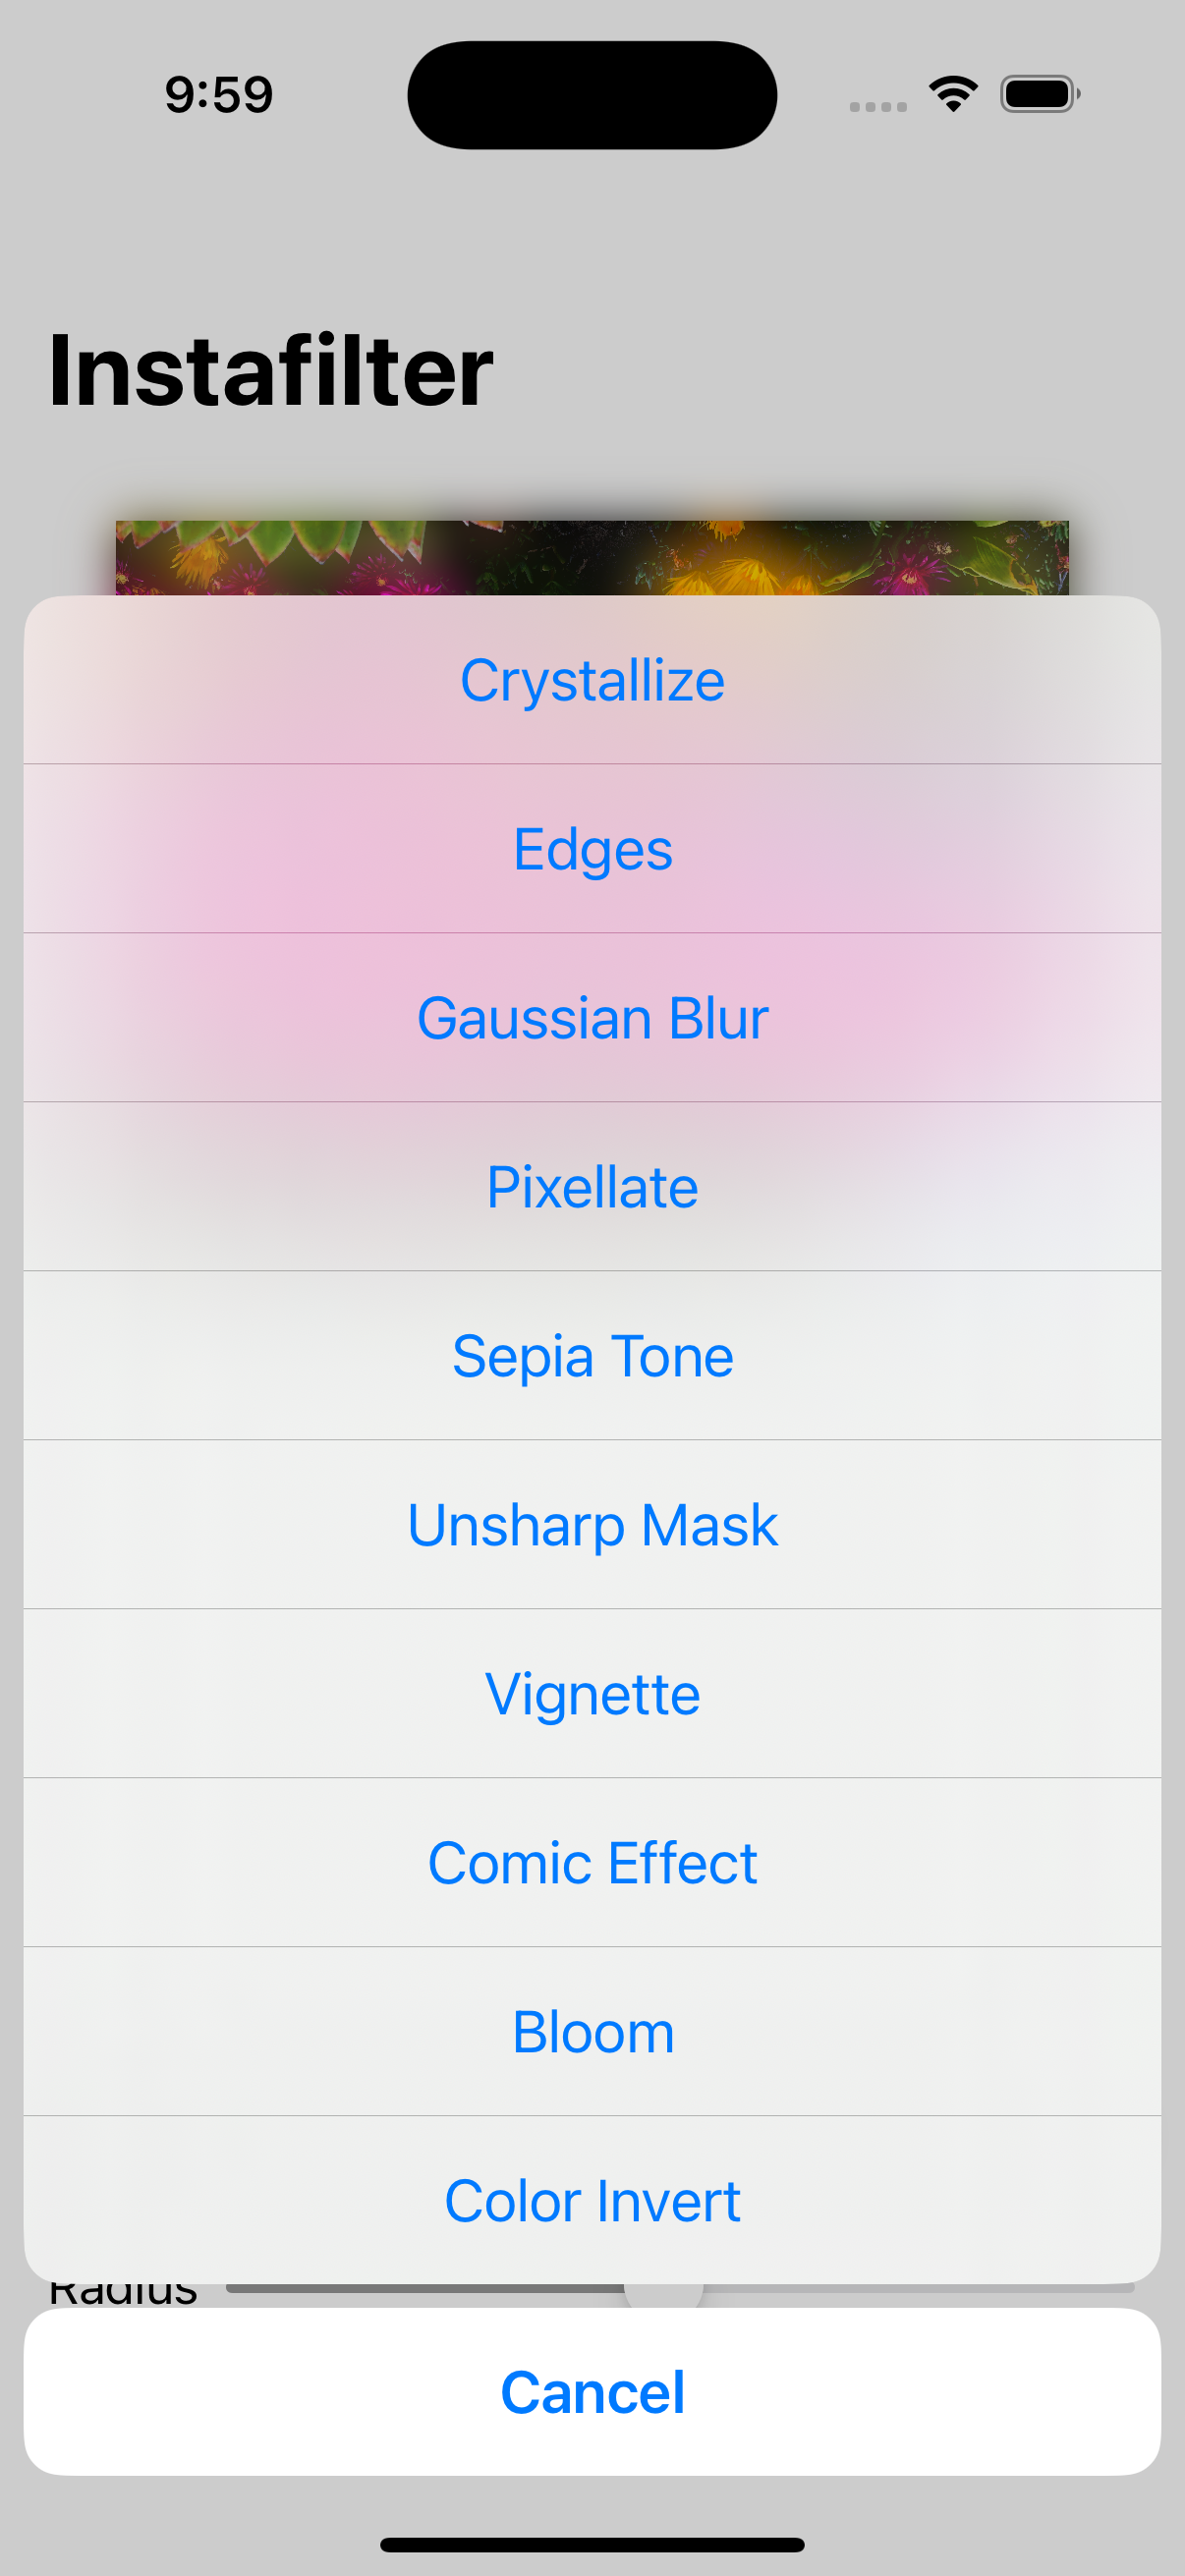 9:59
Instafilter
Crystallize
Edges
Gaussian Blur
Pixellate
Sepia Tone
Unsharp Mask
Vignette
Comic Effect
Bloom
Color Invert
Radius
Cancel